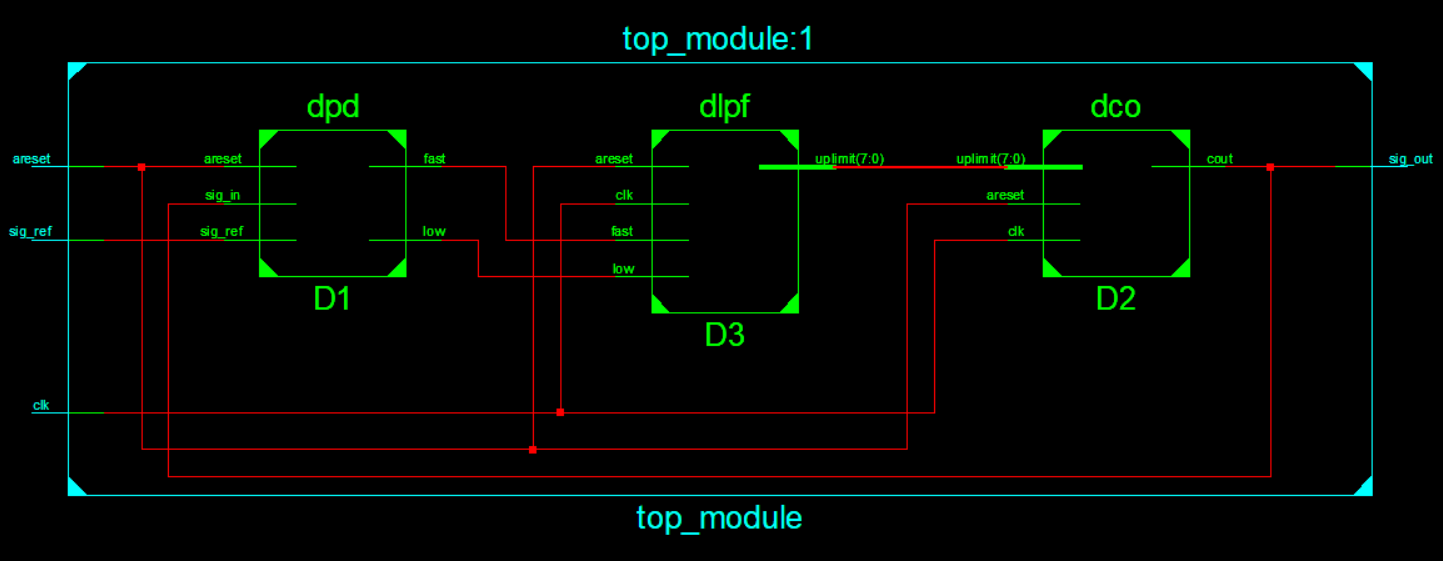 top_module:1
dpd
dlpf
dco
areset
areset
fast
areset
uplimit(7:0)
uplimit(7:0)
cout
sig_out
sig_in
clk
areset
sig_ref
sig_ref
low
fast
clk
low
D1
D3
D2
clk
top_module